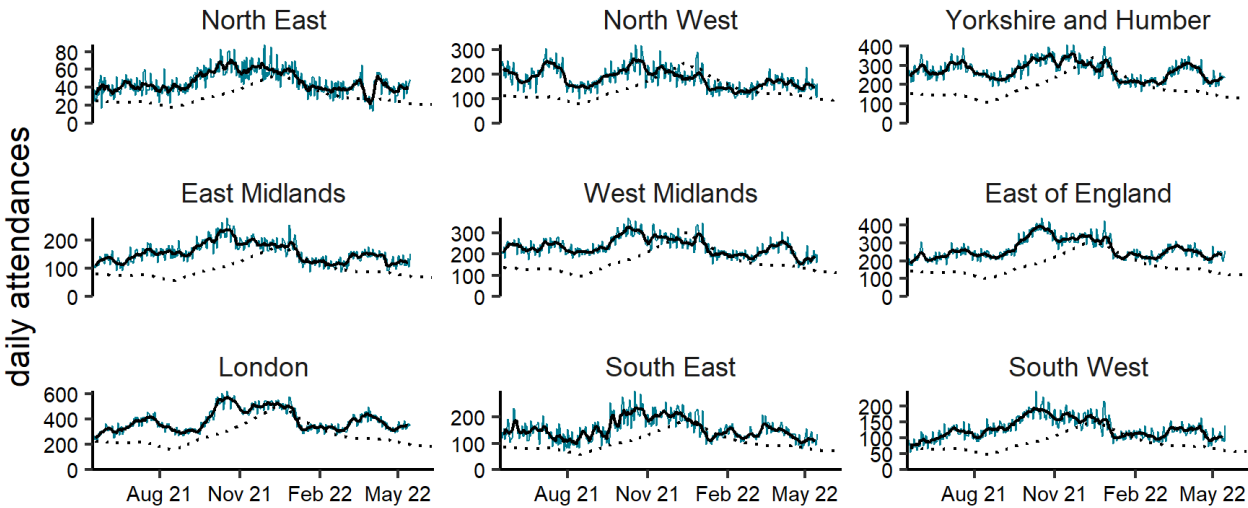 North East
North West
Yorkshire and Humber
80
60
40
20
0
300
200
100
0
400
300
200
100
0
daily attendances
East Midlands
West Midlands
East of England
200
100
0
300
200
100
0
400
300
200
100
0
London
South East
South West
600
400
200
0
200
100
0
200
150
100
50
0
Aug 21 Nov 21 Feb 22 May 22
Aug 21 Nov 21 Feb 22 May 22
Aug 21 Nov 21 Feb 22 May 22